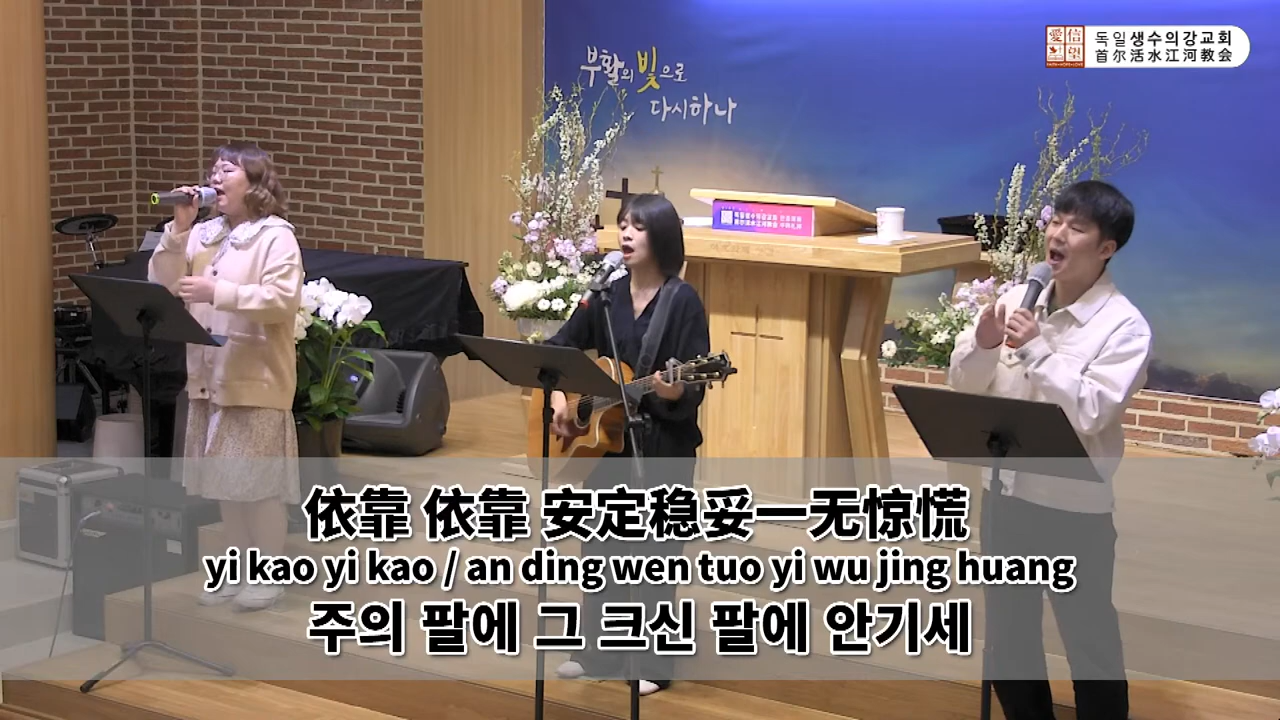 부활의 빛으로
다시하나
愛 信
望
독일생수의강교회
首尔活水江河教会
依靠 依靠 安定稳妥一无惊慌
yi kao yi kao / an ding wen tuo yi wu jing huang
주의 팔에 그 크신 팔에 안기세